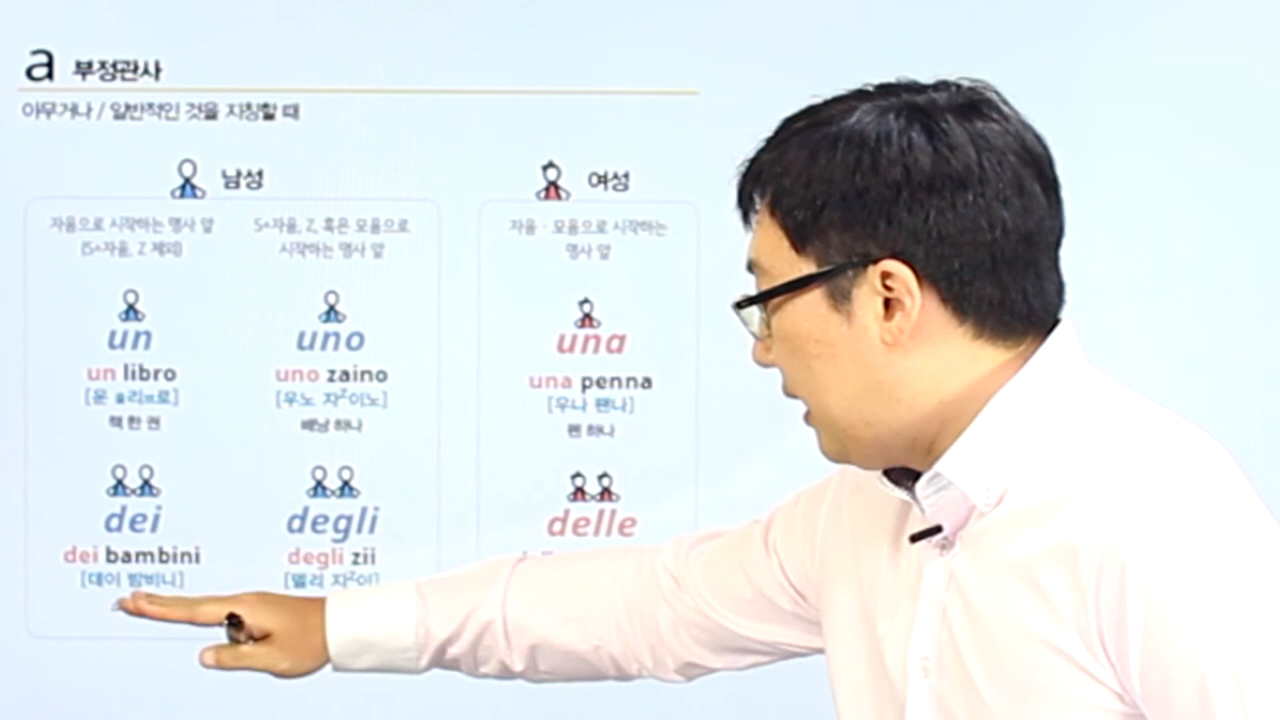 a 부정관사
아무거나 / 일반적인 것을 지칭할 때
남성
자음으로 시작하는 명사 앞
(S+자음, Z 제외)
S+자음, Z, 혹은 모음으로
시작하는 명사 앞
un
un libro
[운 을리브로]
책 한 권
uno
uno zaino
[우노 자z이노]
배낭 하나
dei
dei bambini
[데이 밤비니]
degli
degli zii
[델리 지z이]
여성
자음 · 모음으로 시작하는
명사 앞
una
una penna
[우나 펜나]
펜 하나
delle